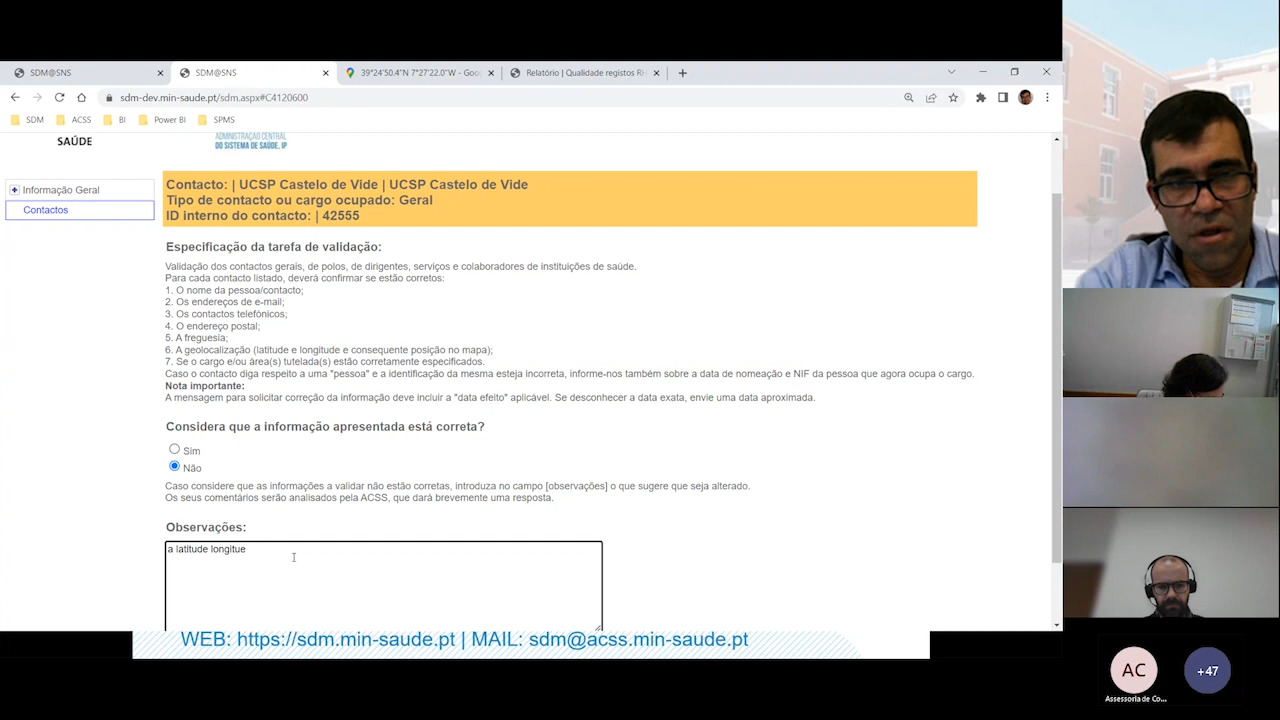 SDM@SNS
SDM@SNS
39°24'50.4"N 7°27'22.0"W - Goo
Relatório | Qualidade registos RH
sdm-dev.min-saude.pt/sdm.aspx#C4120600
SDM
ACSS
BI
Power BI
SPMS
SAÚDE
ADMINISTRAÇÃO CENTRAL
DO SISTEMA DE SAÚDE, IP
Informação Geral
Contactos
Contacto: | UCSP Castelo de Vide | UCSP Castelo de Vide
Tipo de contacto ou cargo ocupado: Geral
ID interno do contacto: | 42555
Especificação da tarefa de validação:
Validação dos contactos gerais, de polos, de dirigentes, serviços e colaboradores de instituições de saúde.
Para cada contacto listado, deverá confirmar se estão corretos:
1. O nome da pessoa/contacto;
2. Os endereços de e-mail;
3. Os contactos telefónicos;
4. O endereço postal;
5. A freguesia;
6. A geolocalização (latitude e longitude e consequente posição no mapa);
7. Se o cargo e/ou área(s) tutelada(s) estão corretamente especificados.
Caso o contacto diga respeito a uma "pessoa" e a identificação da mesma esteja incorreta, informe-nos também sobre a data de nomeação e NIF da pessoa que agora ocupa o cargo.
Nota importante:
A mensagem para solicitar correção da informação deve incluir a "data efeito" aplicável. Se desconhecer a data exata, envie uma data aproximada.
Considera que a informação apresentada está correta?
Sim
Não
Caso considere que as informações a validar não estão corretas, introduza no campo [observações] o que sugere que seja alterado.
Os seus comentários serão analisados pela ACSS, que dará brevemente uma resposta.
Observações:
a latitude longitue
WEB: https://sdm.min-saude.pt | MAIL: sdm@acss.min-saude.pt
AC
+47
Assessoria de Co...